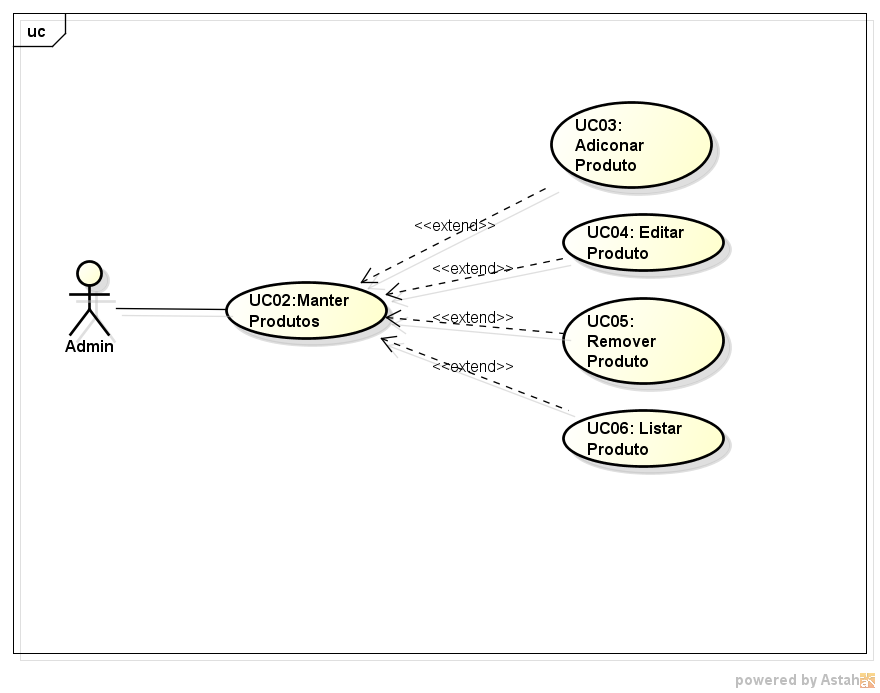 uc
UC03:
Adiconar
Produto
<<extend>>
UC04: Editar
Produto
<<extend>>
UC02:Manter
Produtos
<<extend>>
UC05:
Remover
Produto
Admin
<<extend>>
UC06: Listar
Produto
powered by Astah